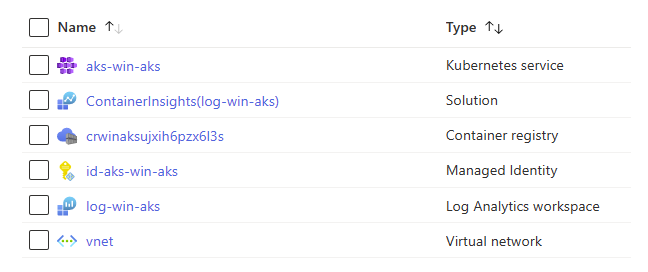 Name ↑↓ Type ↑↓
aks-win-aks Kubernetes service
ContainerInsights(log-win-aks) Solution
crwinaksujxih6pzx6l3s Container registry
id-aks-win-aks Managed Identity
log-win-aks Log Analytics workspace
vnet Virtual network